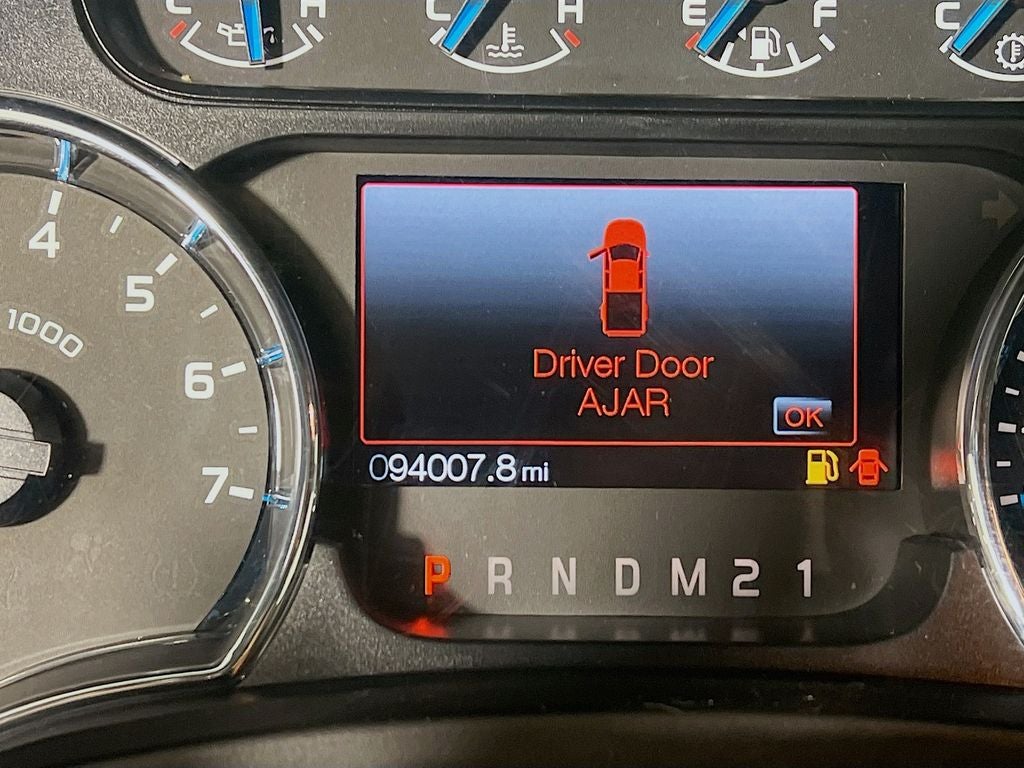 C H C H E F C
4
5
1000
6
7
Driver Door
AJAR
OK
094007.8 mi
P R N D M 2 1